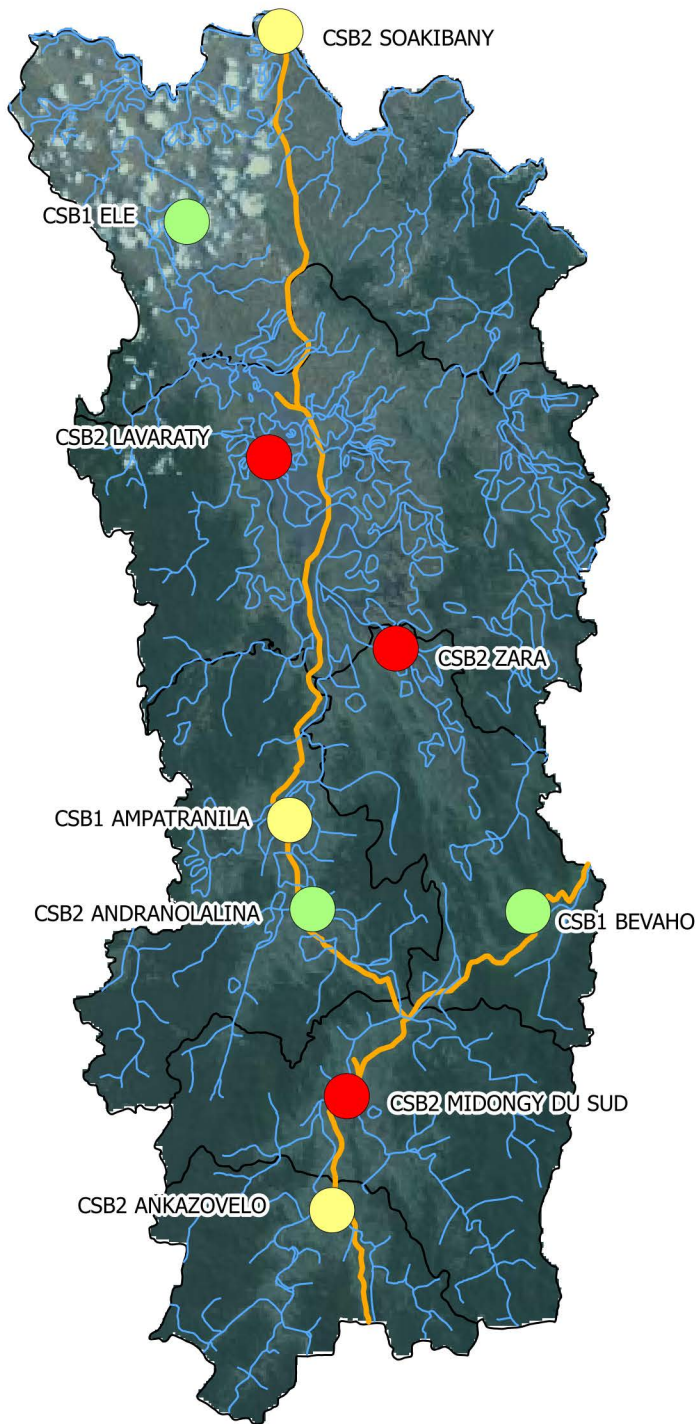 CSB2 SOAKIBANY
CSB1 ELE
CSB2 LAVARATY
CSB2 ZARA
CSB1 AMPATRANILA
CSB2 ANDRANOLALINA
CSB1 BEVAHO
CSB2 MIDONGY DU SUD
CSB2 ANKAZOVELO